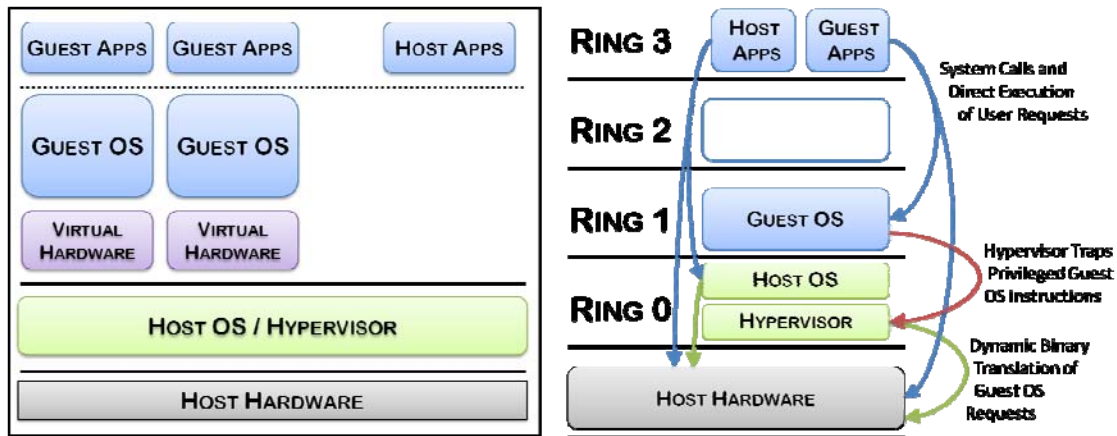 GUEST APPS
GUEST APPS
HOST APPS
GUEST OS
GUEST OS
VIRTUAL
HARDWARE
VIRTUAL
HARDWARE
HOST OS / HYPERVISOR
HOST HARDWARE
RING 3
HOST
APPS
GUEST
APPS
System Calls and
Direct Execution
of User Requests
RING 2
RING 1
GUEST OS
Hypervisor Traps
Privileged Guest
OS Instructions
RING 0
HOST OS
HYPERVISOR
Dynamic Binary
Translation of
Guest OS
Requests
HOST HARDWARE